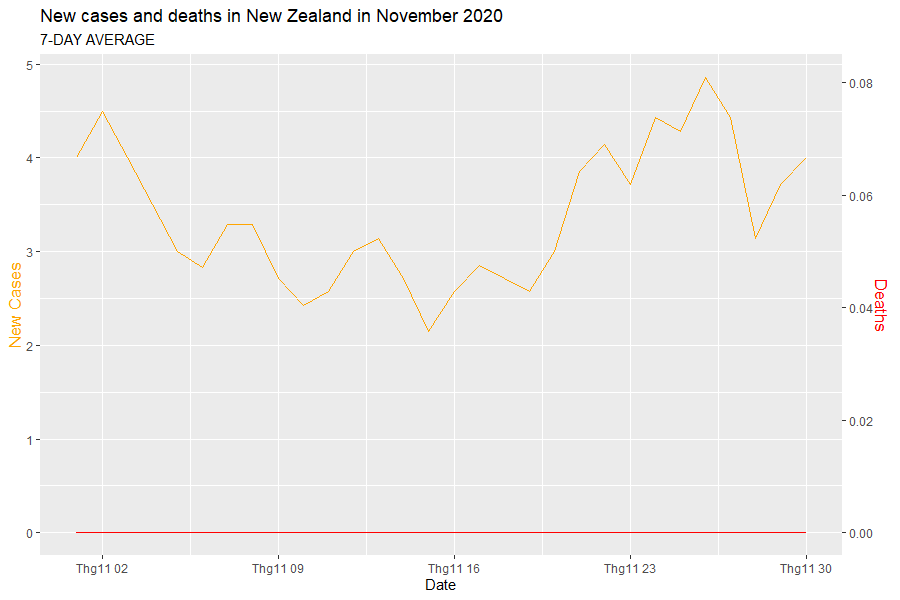 New cases and deaths in New Zealand in November 2020
7-DAY AVERAGE
5
4
3
2
1
0
New Cases
0.08
0.06
0.04
0.02
0.00
Deaths
Thg11 02 Thg11 09 Thg11 16 Thg11 23 Thg11 30
Date